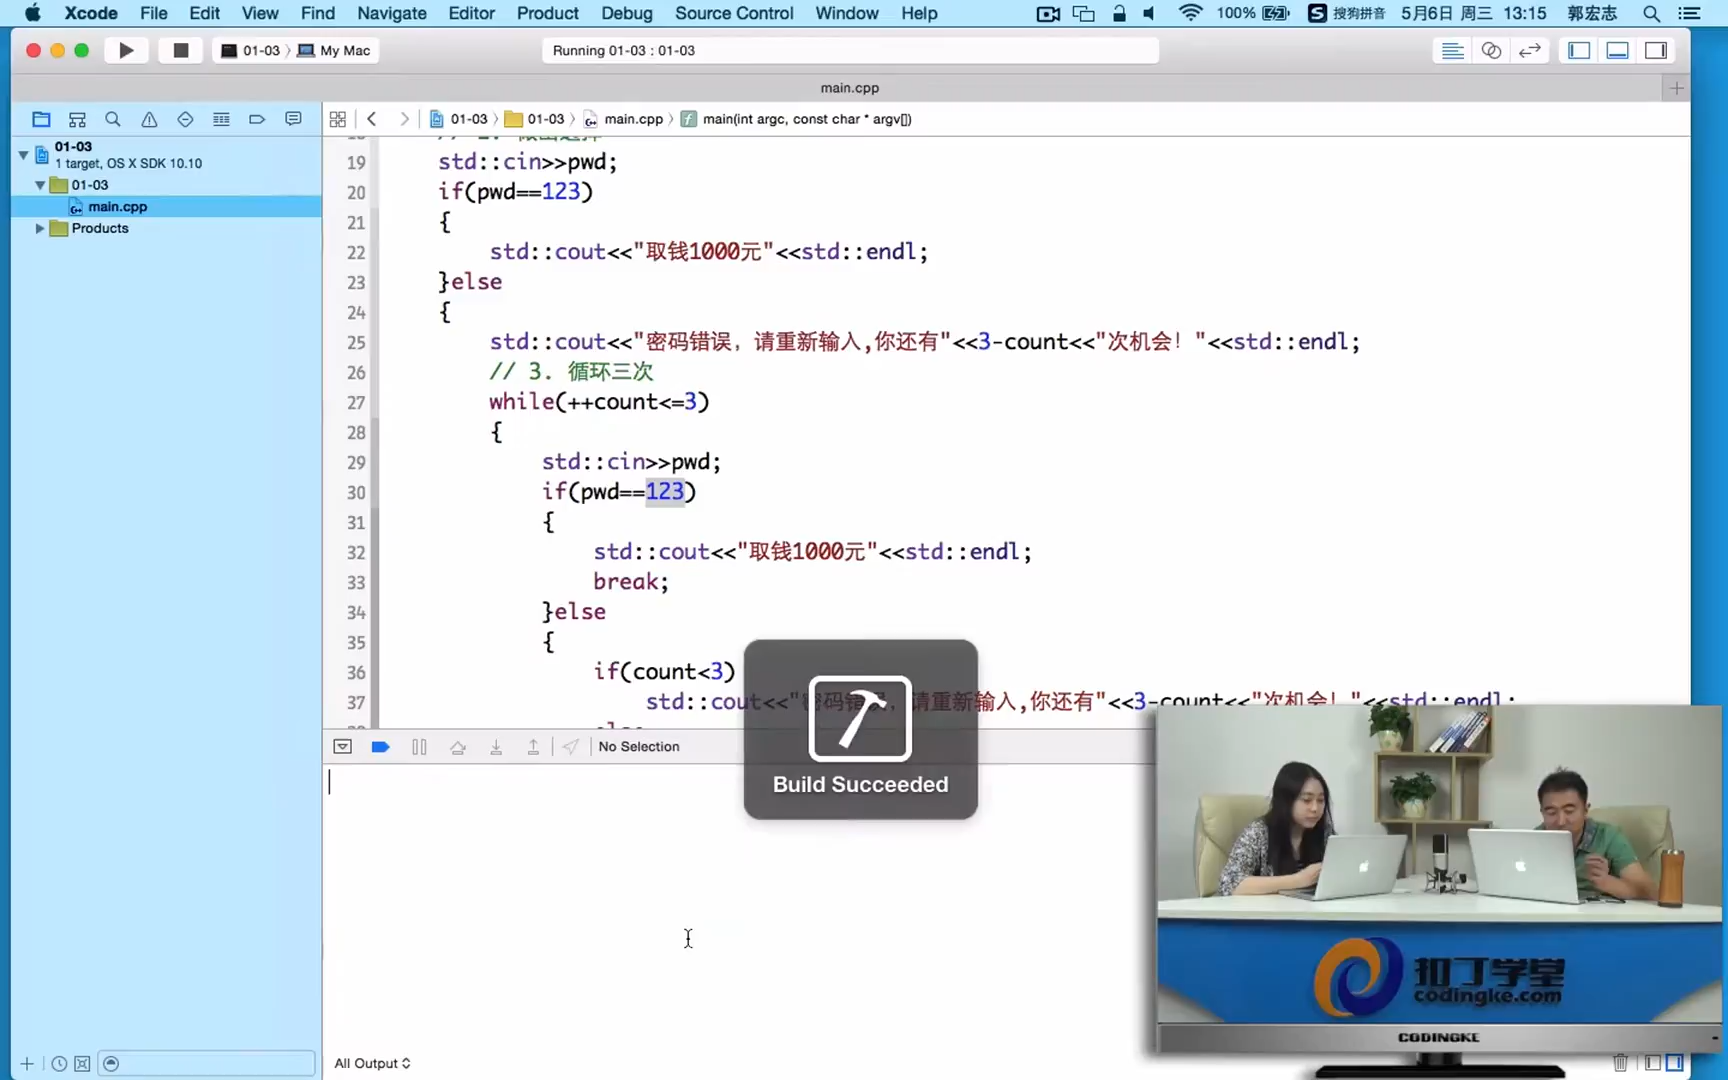 Xcode File Edit View Find Navigate Editor Product Debug Source Control Window Help 100% 搜狗拼音 5月6日 周三 13:15 郭宏志
01-03 My Mac
Running 01-03 : 01-03
main.cpp
01-03 01-03 main.cpp main(int argc, const char * argv[])
01-03
1 target, OS X SDK 10.10
01-03
main.cpp
Products
19 std::cin>>pwd;
20 if(pwd==123)
21 {
22 std::cout<<"取钱1000元"<<std::endl;
23 }else
24 {
25 std::cout<<"密码错误，请重新输入,你还有"<<3-count<<"次机会！"<<std::endl;
26 // 3. 循环三次
27 while(++count<=3)
28 {
29 std::cin>>pwd;
30 if(pwd==123)
31 {
32 std::cout<<"取钱1000元"<<std::endl;
33 break;
34 }else
35 {
36 if(count<3)
37 std::cout<<"密码错误，请重新输入,你还有"<<3-count<<"次机会！"<<std::endl;
No Selection
Build Succeeded
扣丁学堂
codingke.com
CODINGKE
All Output